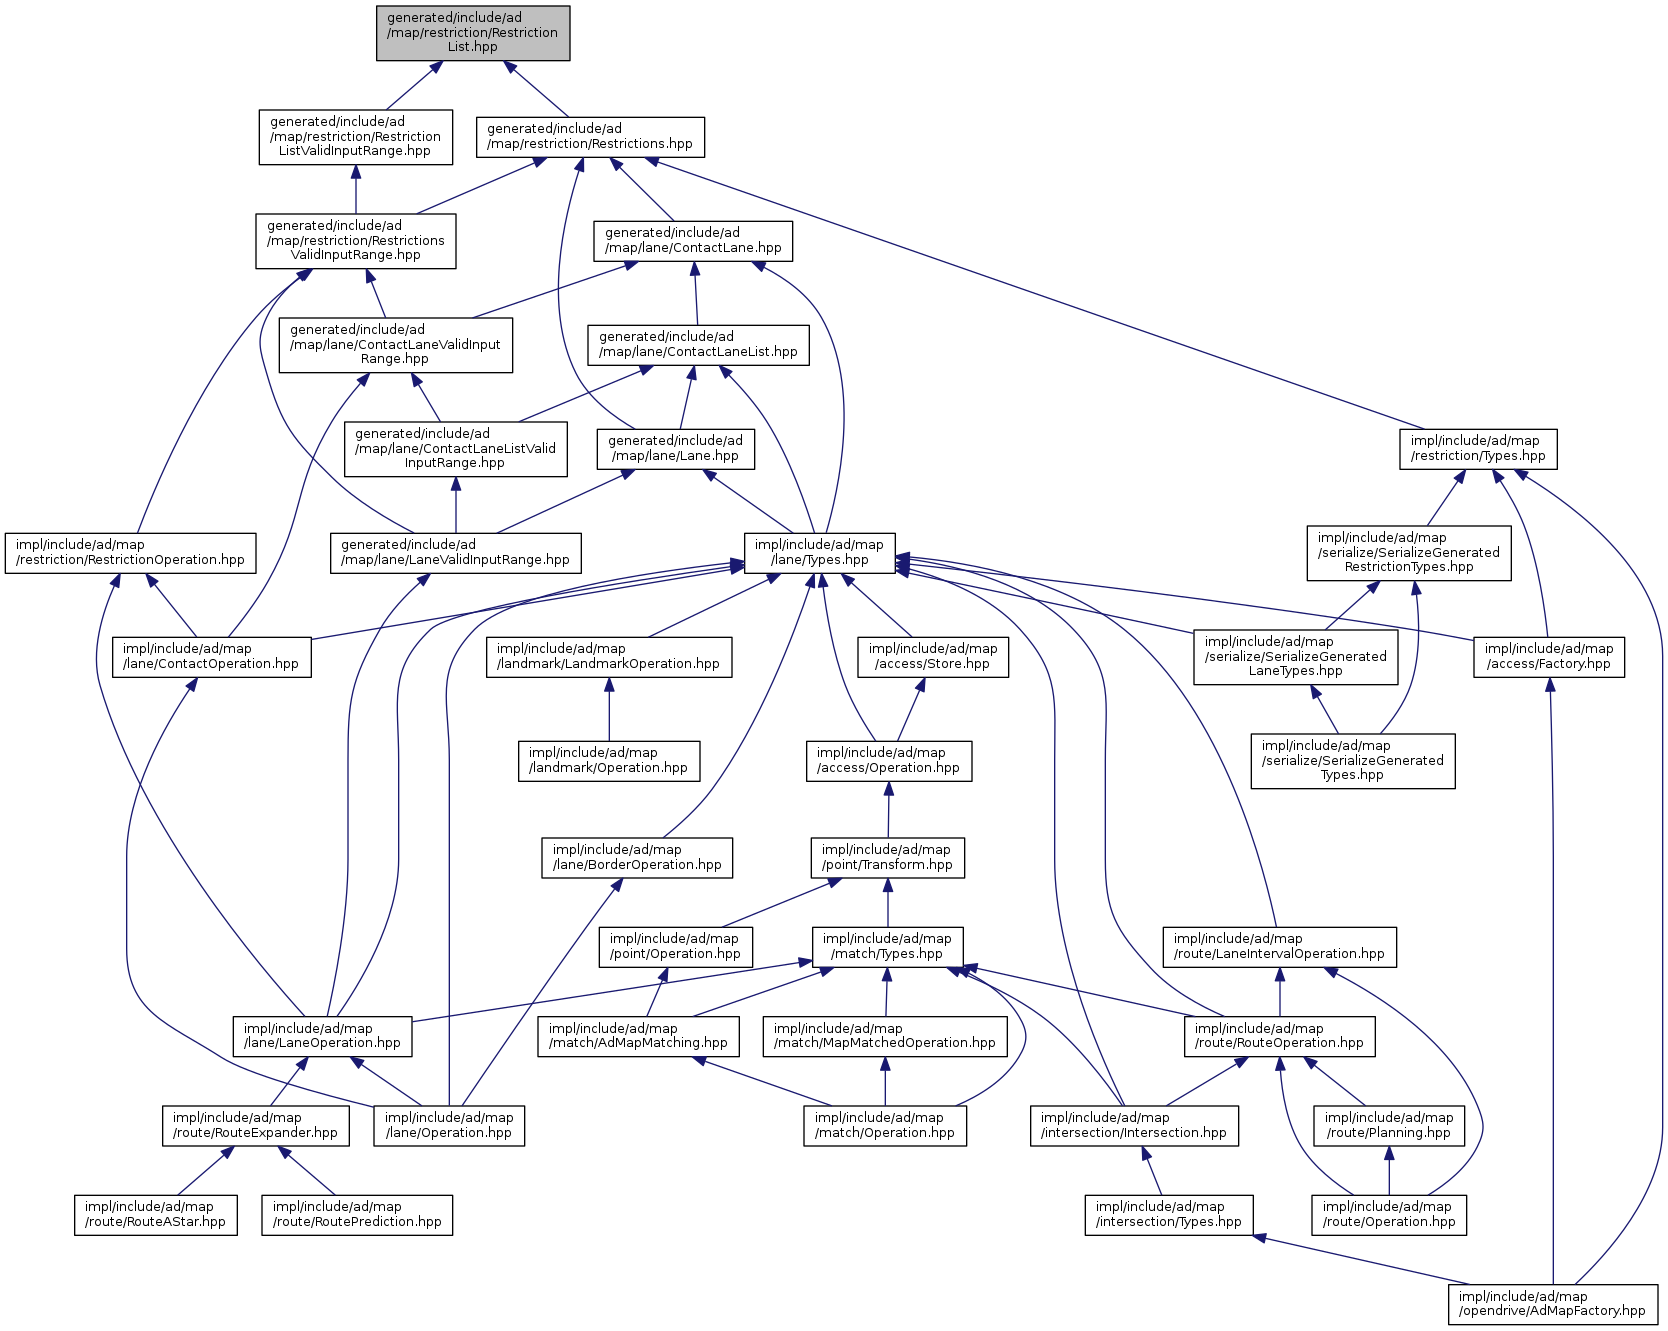 generated/include/ad
/map/restriction/Restriction
List.hpp
generated/include/ad
/map/restriction/Restriction
ListValidInputRange.hpp
generated/include/ad
/map/restriction/Restrictions.hpp
generated/include/ad
/map/restriction/Restrictions
ValidInputRange.hpp
generated/include/ad
/map/lane/ContactLane.hpp
generated/include/ad
/map/lane/ContactLaneValidInput
Range.hpp
generated/include/ad
/map/lane/ContactLaneList.hpp
generated/include/ad
/map/lane/ContactLaneListValid
InputRange.hpp
generated/include/ad
/map/lane/Lane.hpp
impl/include/ad/map
/restriction/Types.hpp
impl/include/ad/map
/restriction/RestrictionOperation.hpp
generated/include/ad
/map/lane/LaneValidInputRange.hpp
impl/include/ad/map
/lane/Types.hpp
impl/include/ad/map
/serialize/SerializeGenerated
RestrictionTypes.hpp
impl/include/ad/map
/lane/ContactOperation.hpp
impl/include/ad/map
/landmark/LandmarkOperation.hpp
impl/include/ad/map
/access/Store.hpp
impl/include/ad/map
/serialize/SerializeGenerated
LaneTypes.hpp
impl/include/ad/map
/access/Factory.hpp
impl/include/ad/map
/landmark/Operation.hpp
impl/include/ad/map
/access/Operation.hpp
impl/include/ad/map
/serialize/SerializeGenerated
Types.hpp
impl/include/ad/map
/lane/BorderOperation.hpp
impl/include/ad/map
/point/Transform.hpp
impl/include/ad/map
/point/Operation.hpp
impl/include/ad/map
/match/Types.hpp
impl/include/ad/map
/route/LaneIntervalOperation.hpp
impl/include/ad/map
/lane/LaneOperation.hpp
impl/include/ad/map
/match/AdMapMatching.hpp
impl/include/ad/map
/match/MapMatchedOperation.hpp
impl/include/ad/map
/route/RouteOperation.hpp
impl/include/ad/map
/route/RouteExpander.hpp
impl/include/ad/map
/lane/Operation.hpp
impl/include/ad/map
/match/Operation.hpp
impl/include/ad/map
/intersection/Intersection.hpp
impl/include/ad/map
/route/Planning.hpp
impl/include/ad/map
/route/RouteAStar.hpp
impl/include/ad/map
/route/RoutePrediction.hpp
impl/include/ad/map
/intersection/Types.hpp
impl/include/ad/map
/route/Operation.hpp
impl/include/ad/map
/opendrive/AdMapFactory.hpp